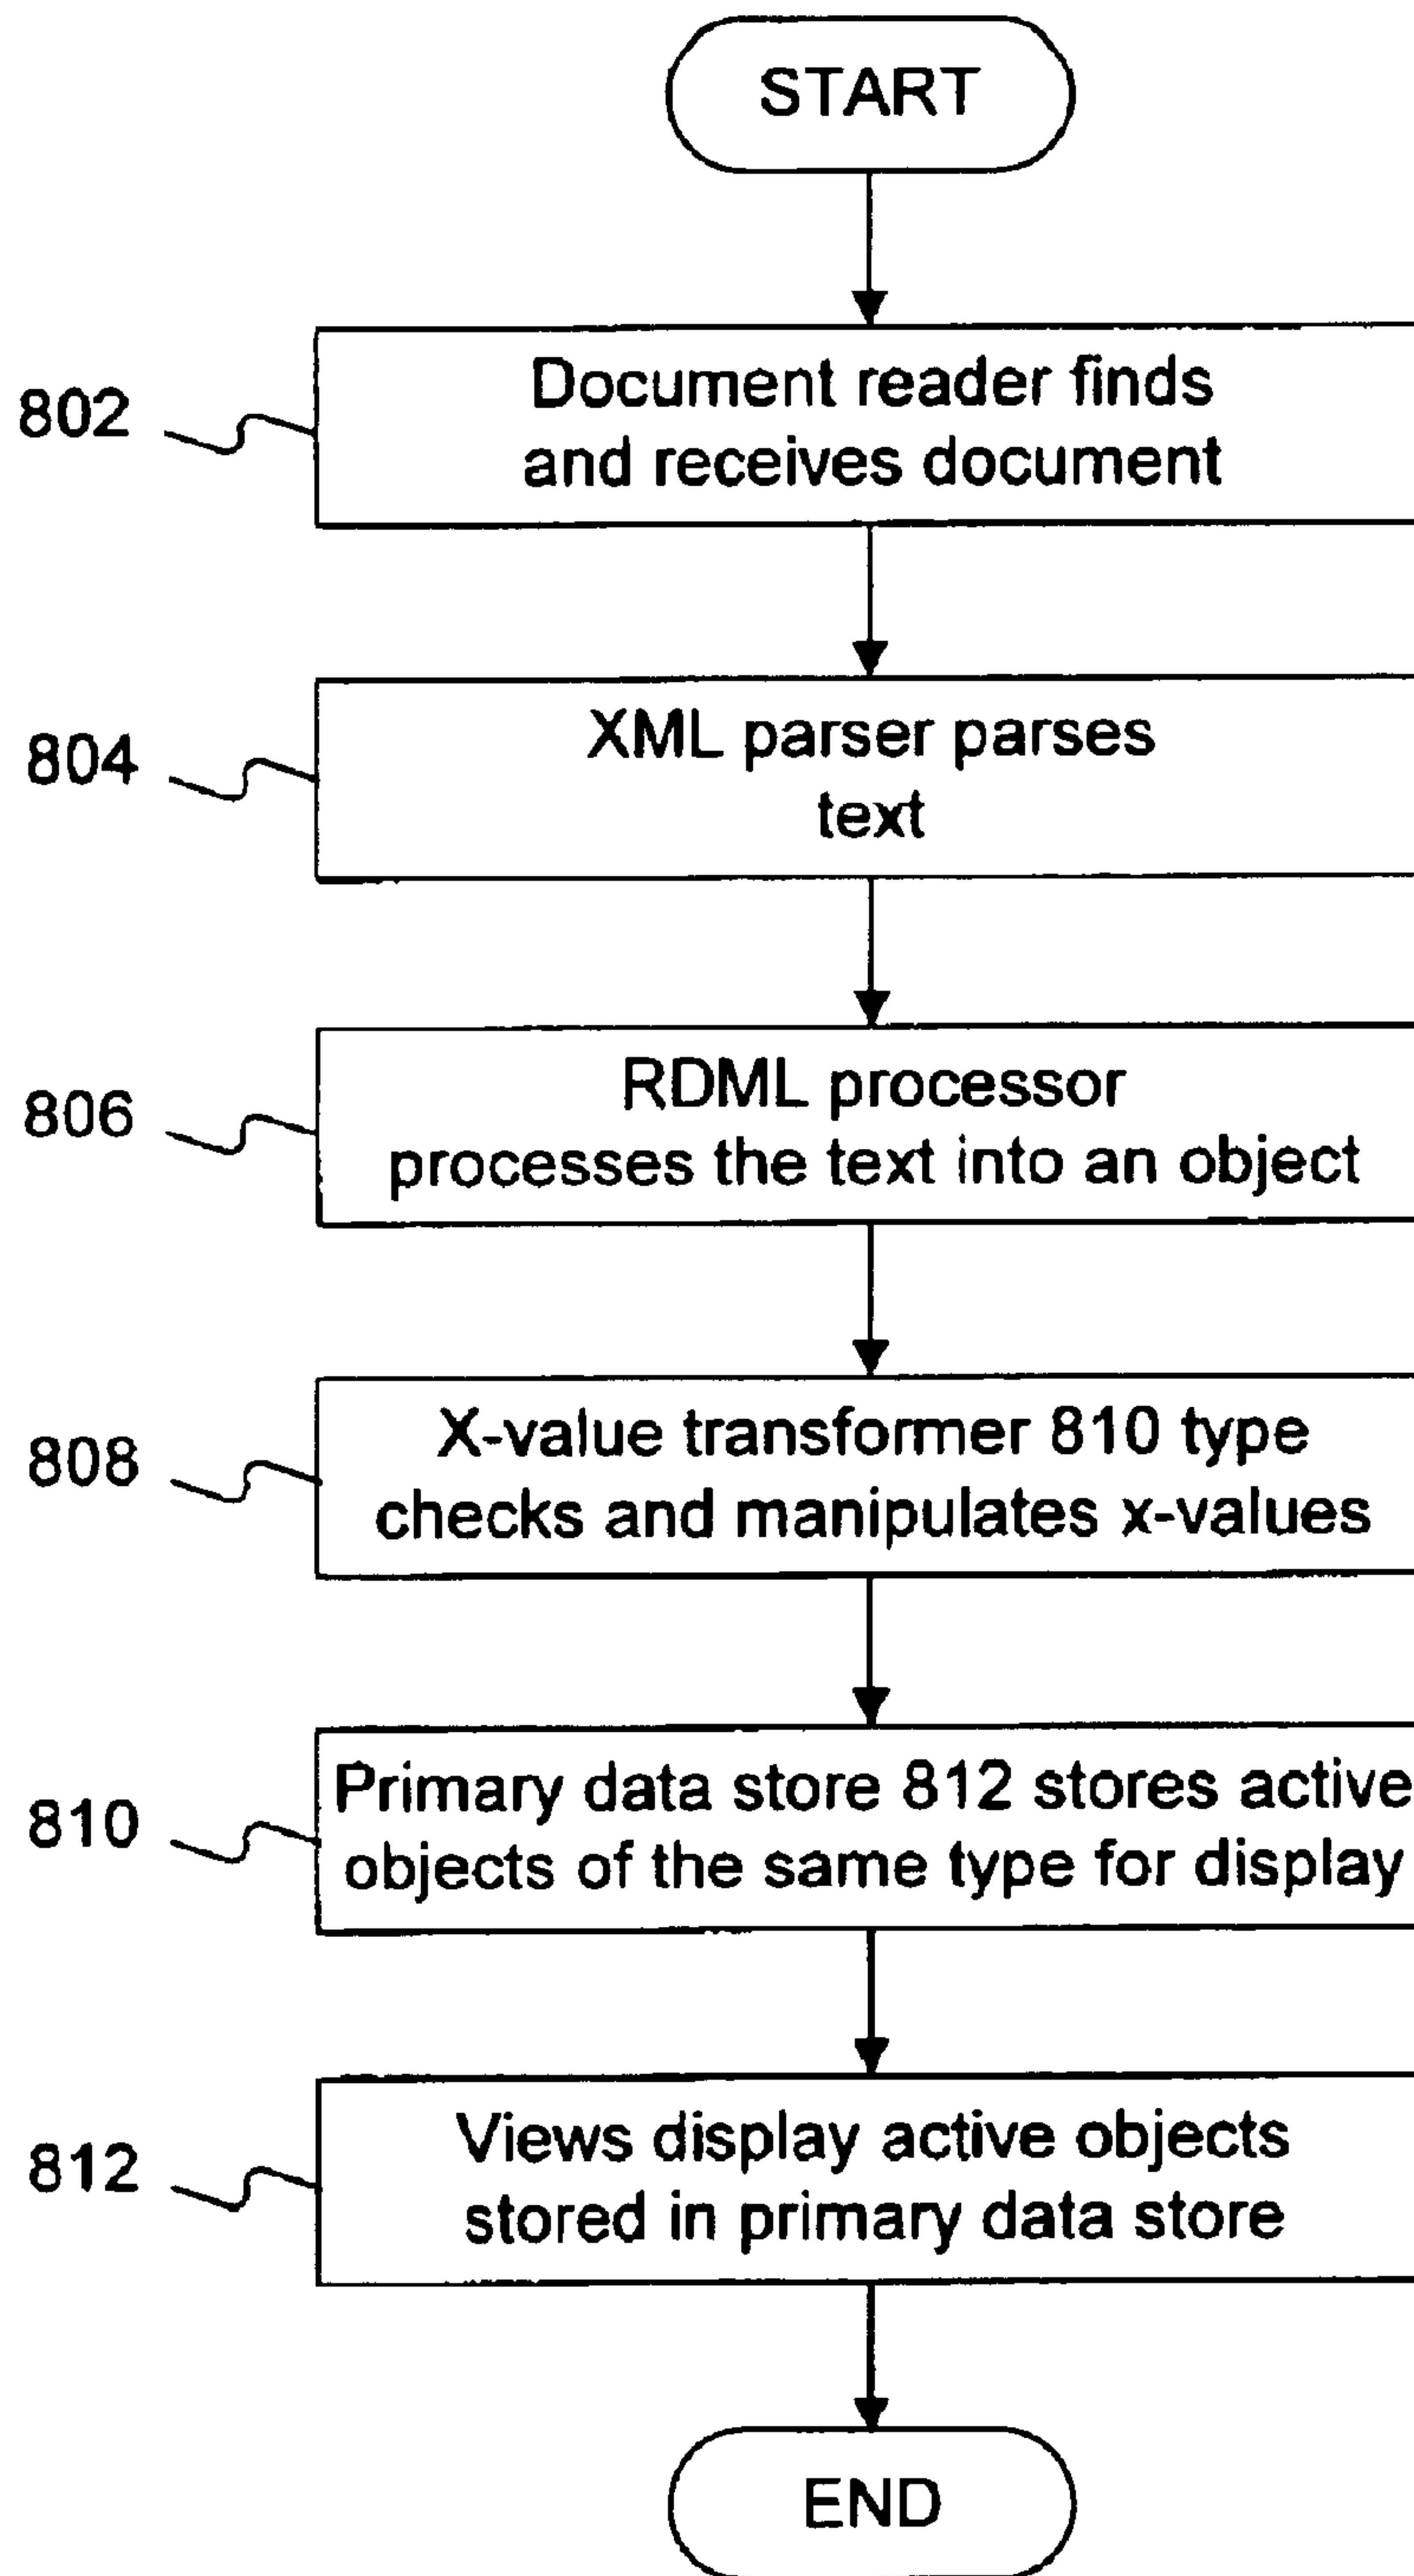 START
802
Document reader finds
and receives document
804
XML parser parses
text
806
RDML processor
processes the text into an object
808
X-value transformer 810 type
checks and manipulates x-values
810
Primary data store 812 stores active
objects of the same type for display
812
Views display active objects
stored in primary data store
END